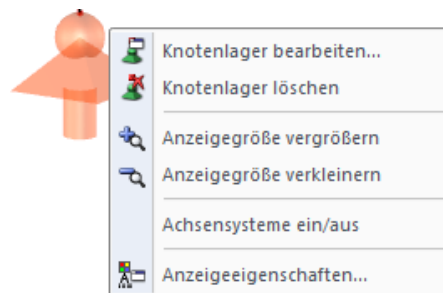 Knotenlager bearbeiten...
Knotenlager löschen
Anzeigegröße vergrößern
Anzeigegröße verkleinern
Achsensysteme ein/aus
Anzeigeeigenschaften...